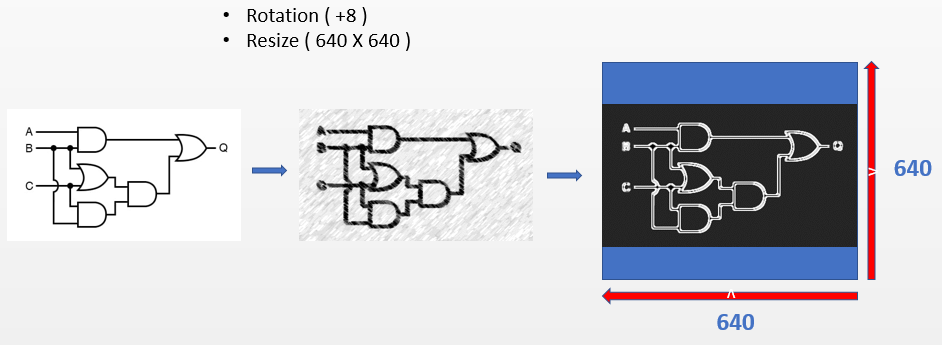 • Rotation ( +8 )
• Resize ( 640 X 640 )
A
B
C
Q
A
B
C
Q
A
B
C
Q
640
640